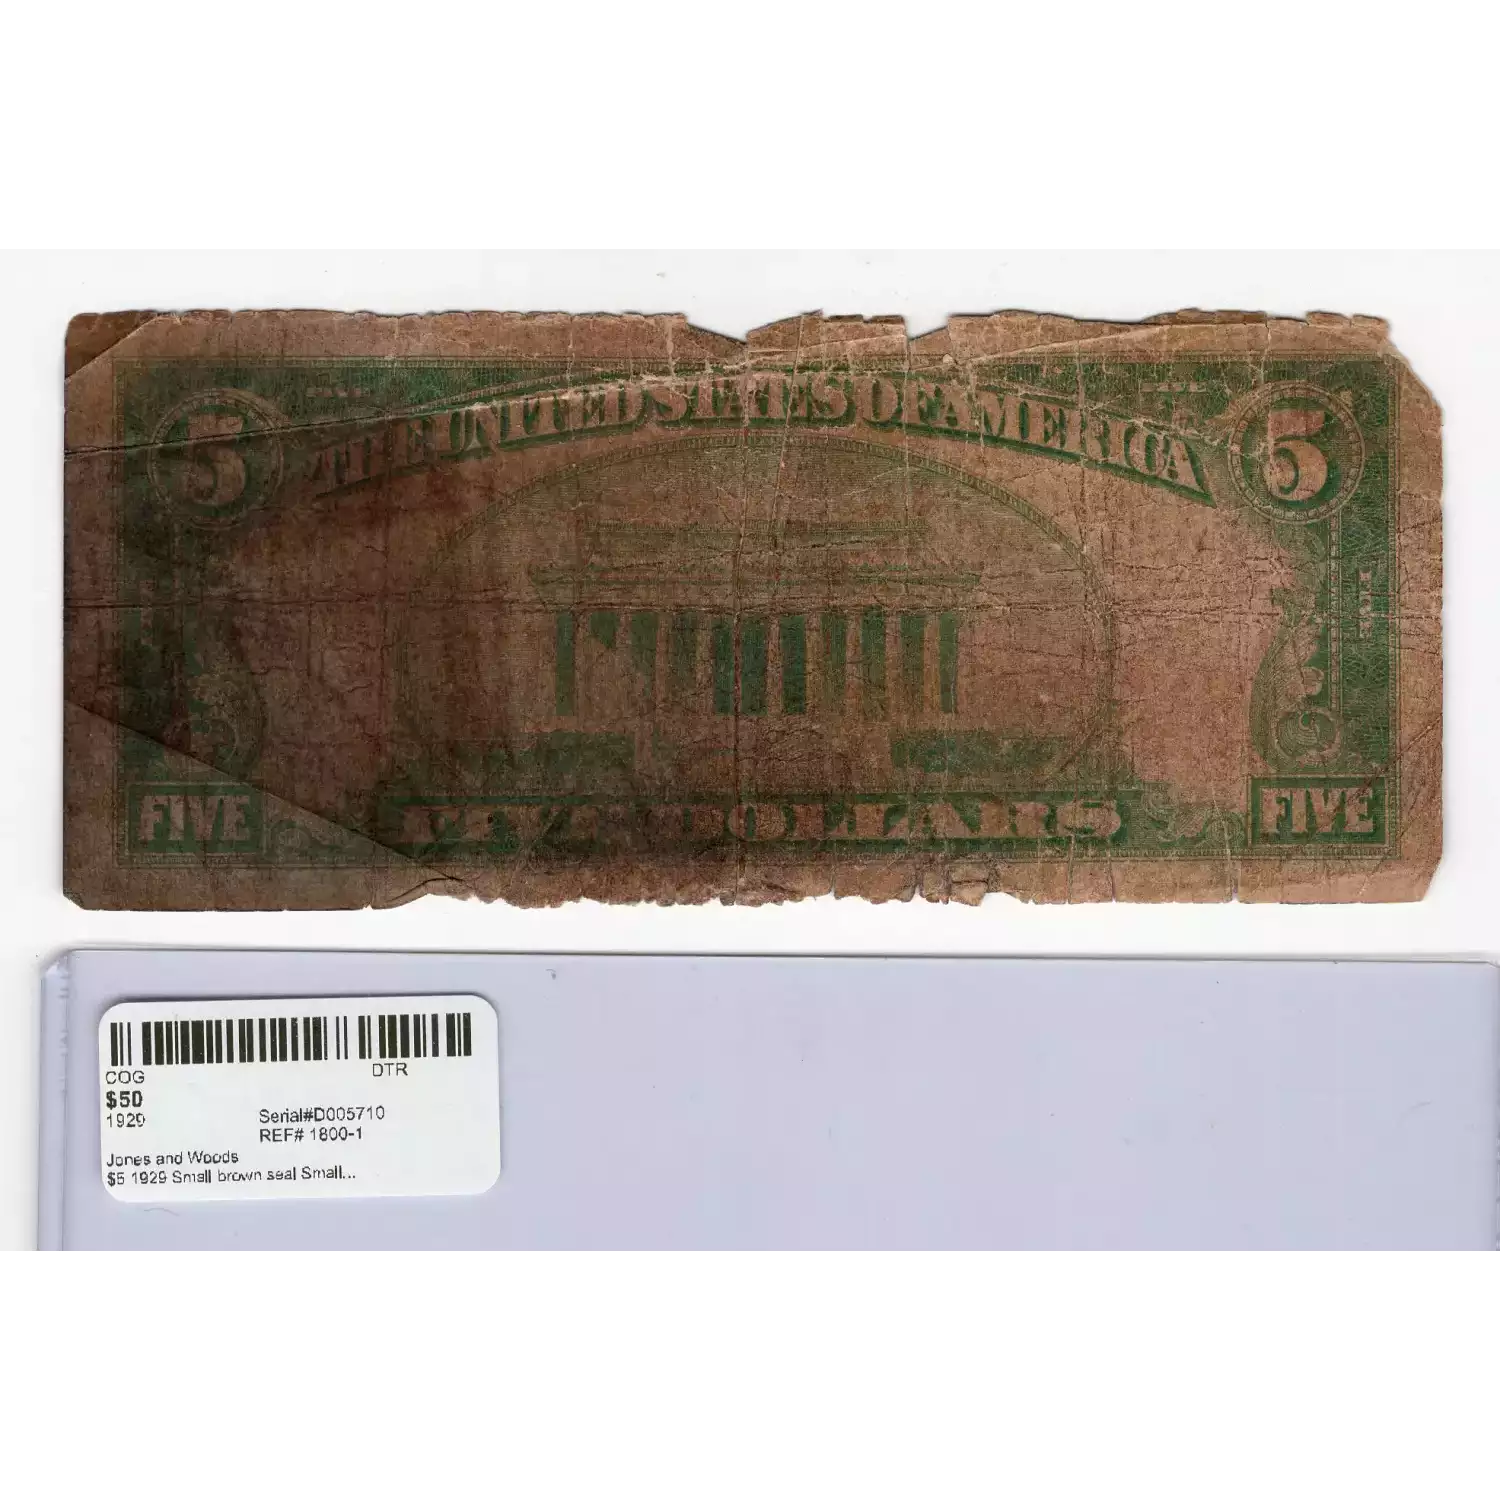 THE UNITED STATES OF AMERICA
5 5
FIVE FIVE DOLLARS FIVE
COG DTR
$50
1929 Serial#D005710
REF# 1800-1
Jones and Woods
$5 1929 Small brown seal Small...